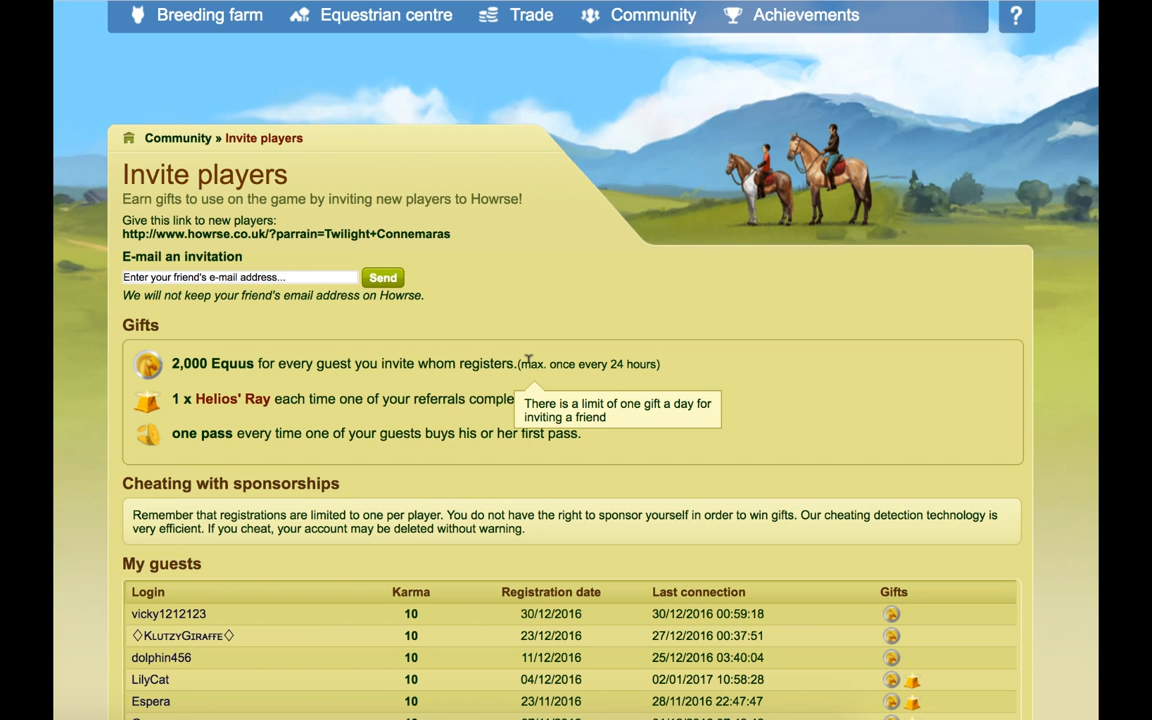 Breeding farm Equestrian centre Trade Community Achievements ?
Community » Invite players
Invite players
Earn gifts to use on the game by inviting new players to Howrse!
Give this link to new players:
http://www.howrse.co.uk/?parrain=Twilight+Connemaras
E-mail an invitation
Enter your friend's e-mail address... Send
We will not keep your friend's email address on Howrse.
Gifts
2,000 Equus for every guest you invite whom registers.(max. once every 24 hours)
1 x Helios' Ray each time one of your referrals comple
There is a limit of one gift a day for
inviting a friend
one pass every time one of your guests buys his or her first pass.
Cheating with sponsorships
Remember that registrations are limited to one per player. You do not have the right to sponsor yourself in order to win gifts. Our cheating detection technology is
very efficient. If you cheat, your account may be deleted without warning.
My guests
Login Karma Registration date Last connection Gifts
vicky1212123 10 30/12/2016 30/12/2016 00:59:18
♢KLUTZYGIRAFFE♢ 10 23/12/2016 27/12/2016 00:37:51
dolphin456 10 11/12/2016 25/12/2016 03:40:04
LilyCat 10 04/12/2016 02/01/2017 10:58:28
Espera 10 23/11/2016 28/11/2016 22:47:47